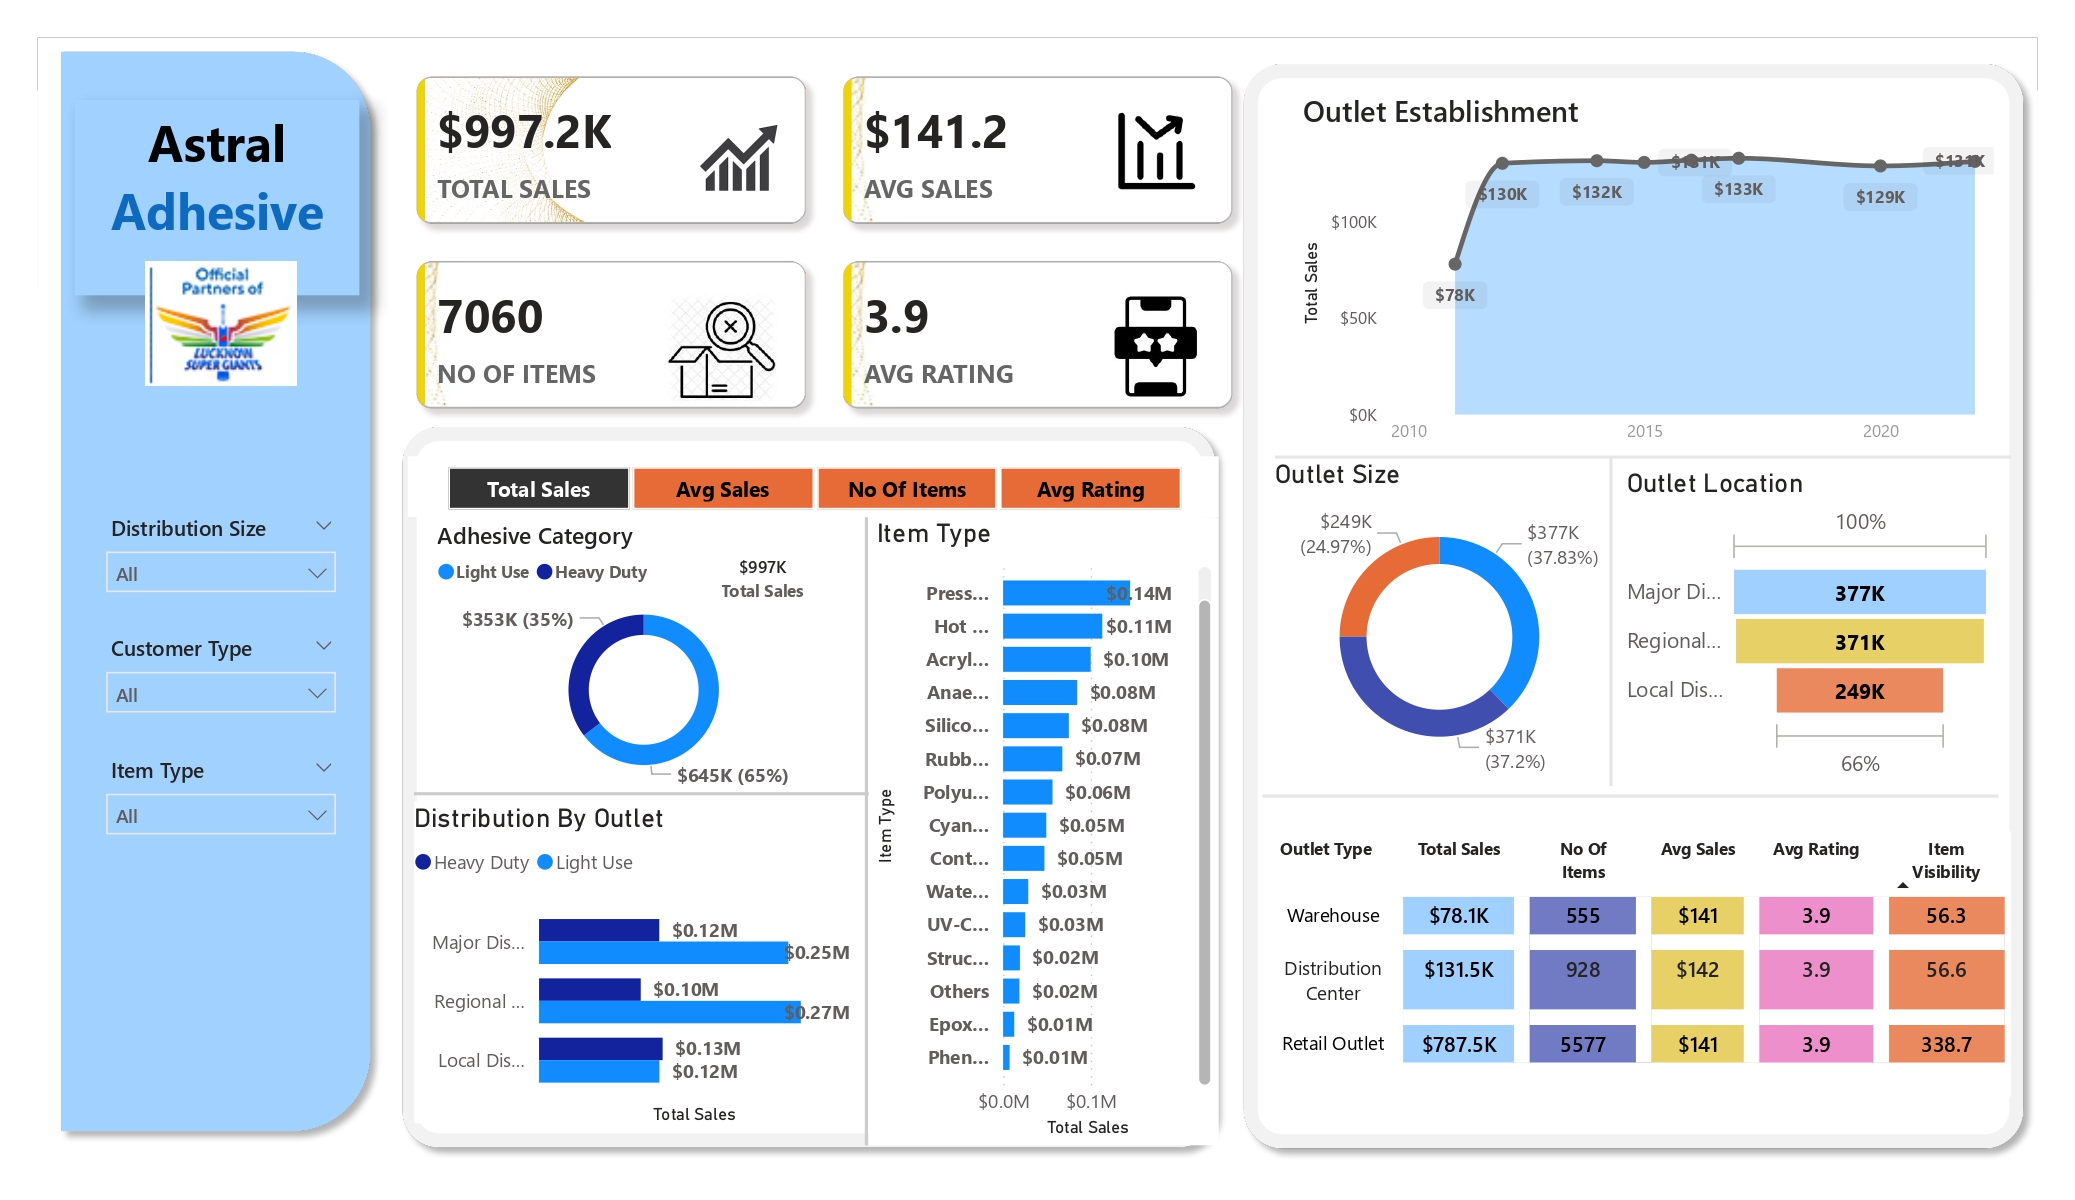 Astral
Adhesive
Official
Partners of
LUCKNOW
SUPER GIANTS
Distribution Size
All
Customer Type
All
Item Type
All
$997.2K
TOTAL SALES
$141.2
AVG SALES
7060
NO OF ITEMS
3.9
AVG RATING
Total Sales
Avg Sales
No Of Items
Avg Rating
Adhesive Category
Light Use
Heavy Duty
$997K
Total Sales
$353K (35%)
$645K (65%)
Distribution By Outlet
Heavy Duty
Light Use
Major Dis...
$0.12M
$0.25M
Regional ...
$0.10M
$0.27M
Local Dis...
$0.13M
$0.12M
Total Sales
Item Type
Item Type
Press...
$0.14M
Hot ...
$0.11M
Acryl...
$0.10M
Anae...
$0.08M
Silico...
$0.08M
Rubb...
$0.07M
Polyu...
$0.06M
Cyan...
$0.05M
Cont...
$0.05M
Wate...
$0.03M
UV-C...
$0.03M
Struc...
$0.02M
Others
$0.02M
Epox...
$0.01M
Phen...
$0.01M
$0.0M
$0.1M
Total Sales
Outlet Establishment
Total Sales
$100K
$50K
$0K
$78K
$130K
$132K
$131K
$133K
$129K
$131K
2010
2015
2020
Outlet Size
$249K
(24.97%)
$377K
(37.83%)
$371K
(37.2%)
Outlet Location
100%
Major Di...
377K
Regional...
371K
Local Dis...
249K
66%
Outlet Type Total Sales No Of Items Avg Sales Avg Rating Item Visibility
Warehouse $78.1K 555 $141 3.9 56.3
Distribution Center $131.5K 928 $142 3.9 56.6
Retail Outlet $787.5K 5577 $141 3.9 338.7